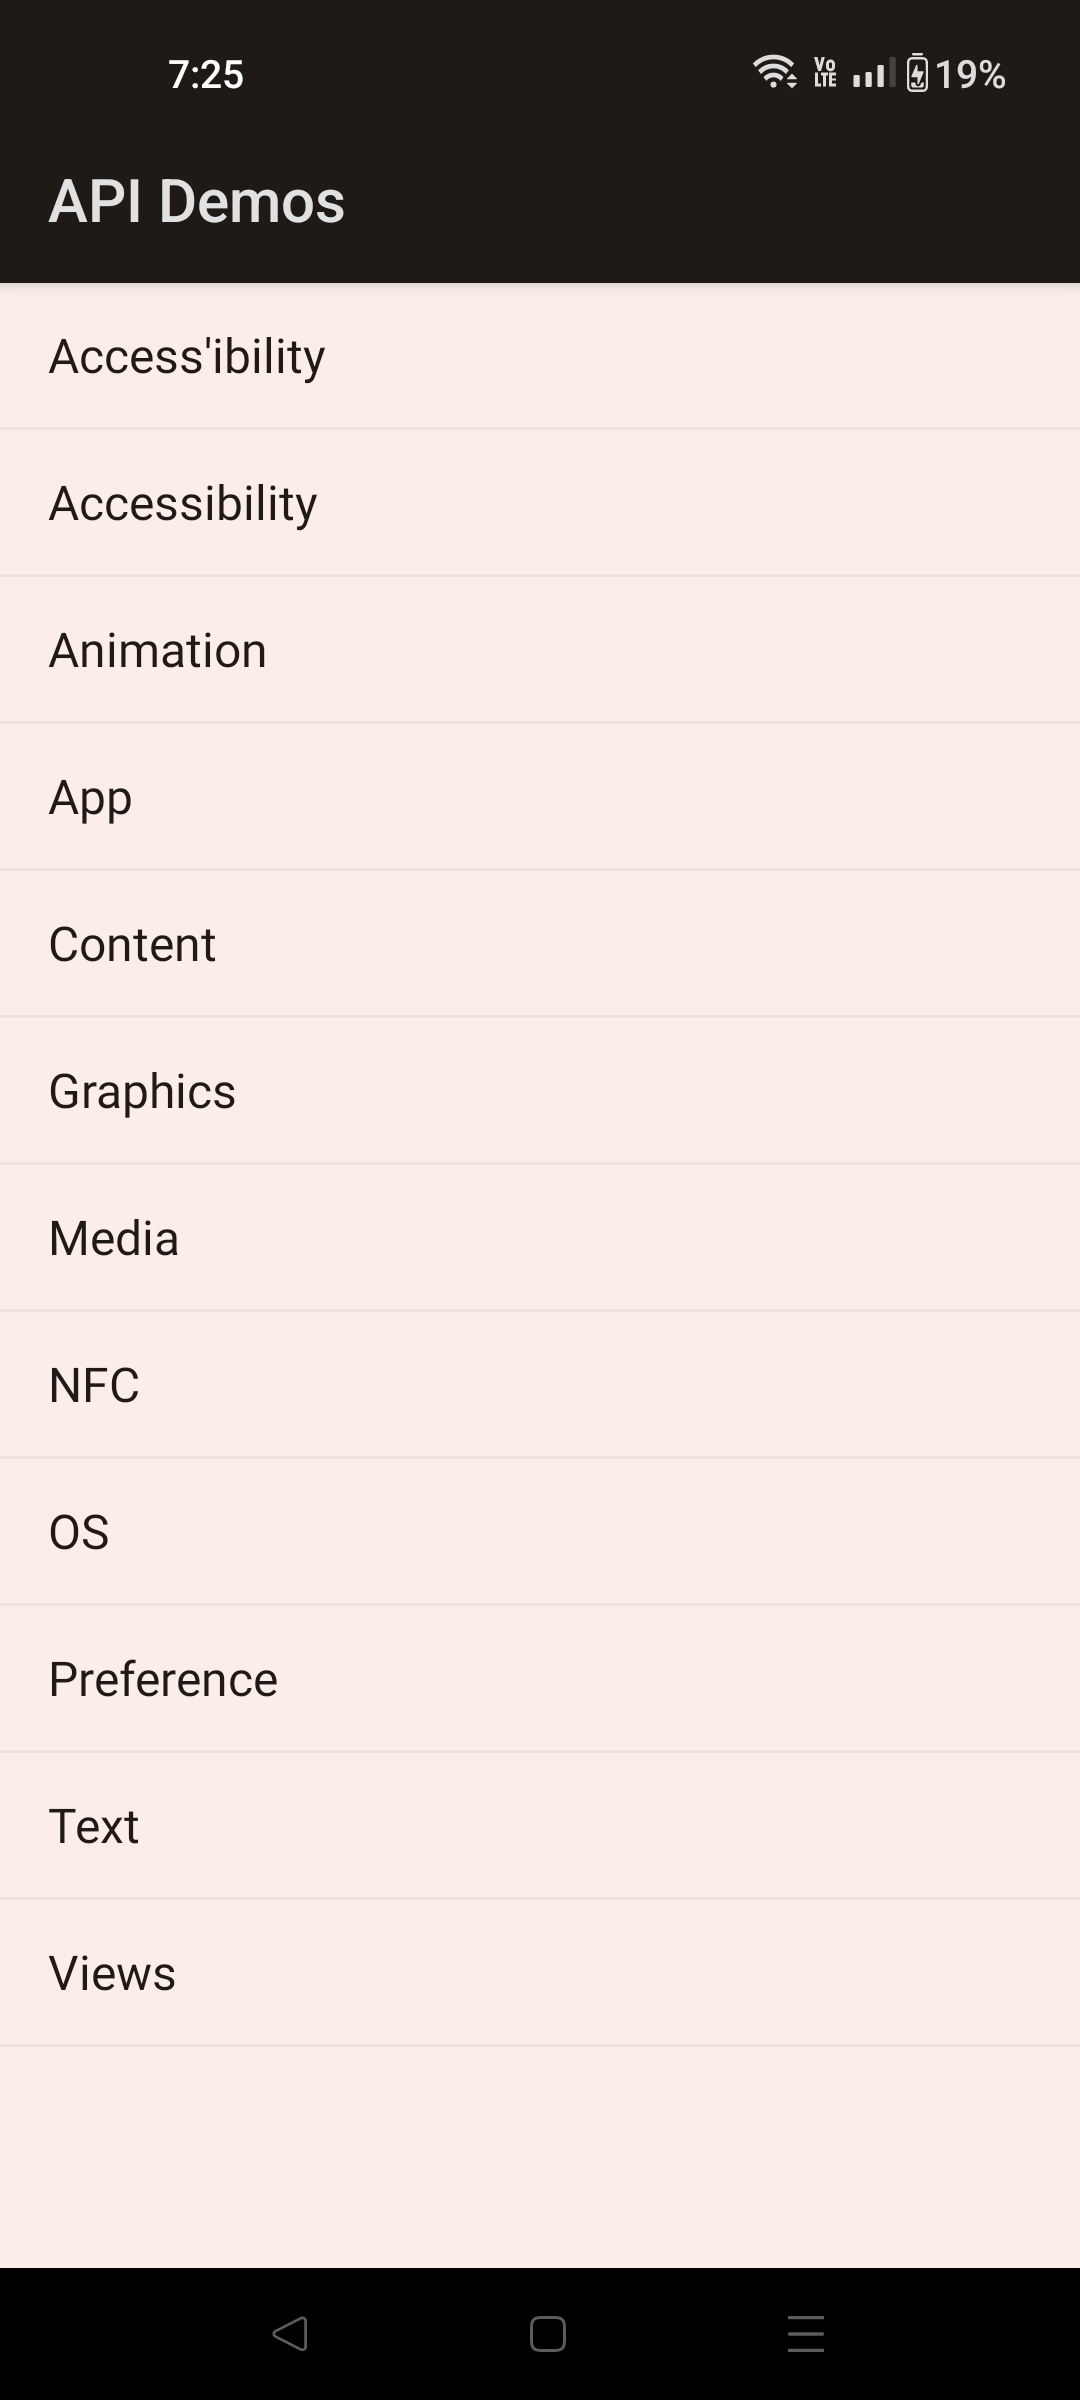 7:25 Vo LTE 19%
API Demos
Access'ibility
Accessibility
Animation
App
Content
Graphics
Media
NFC
OS
Preference
Text
Views